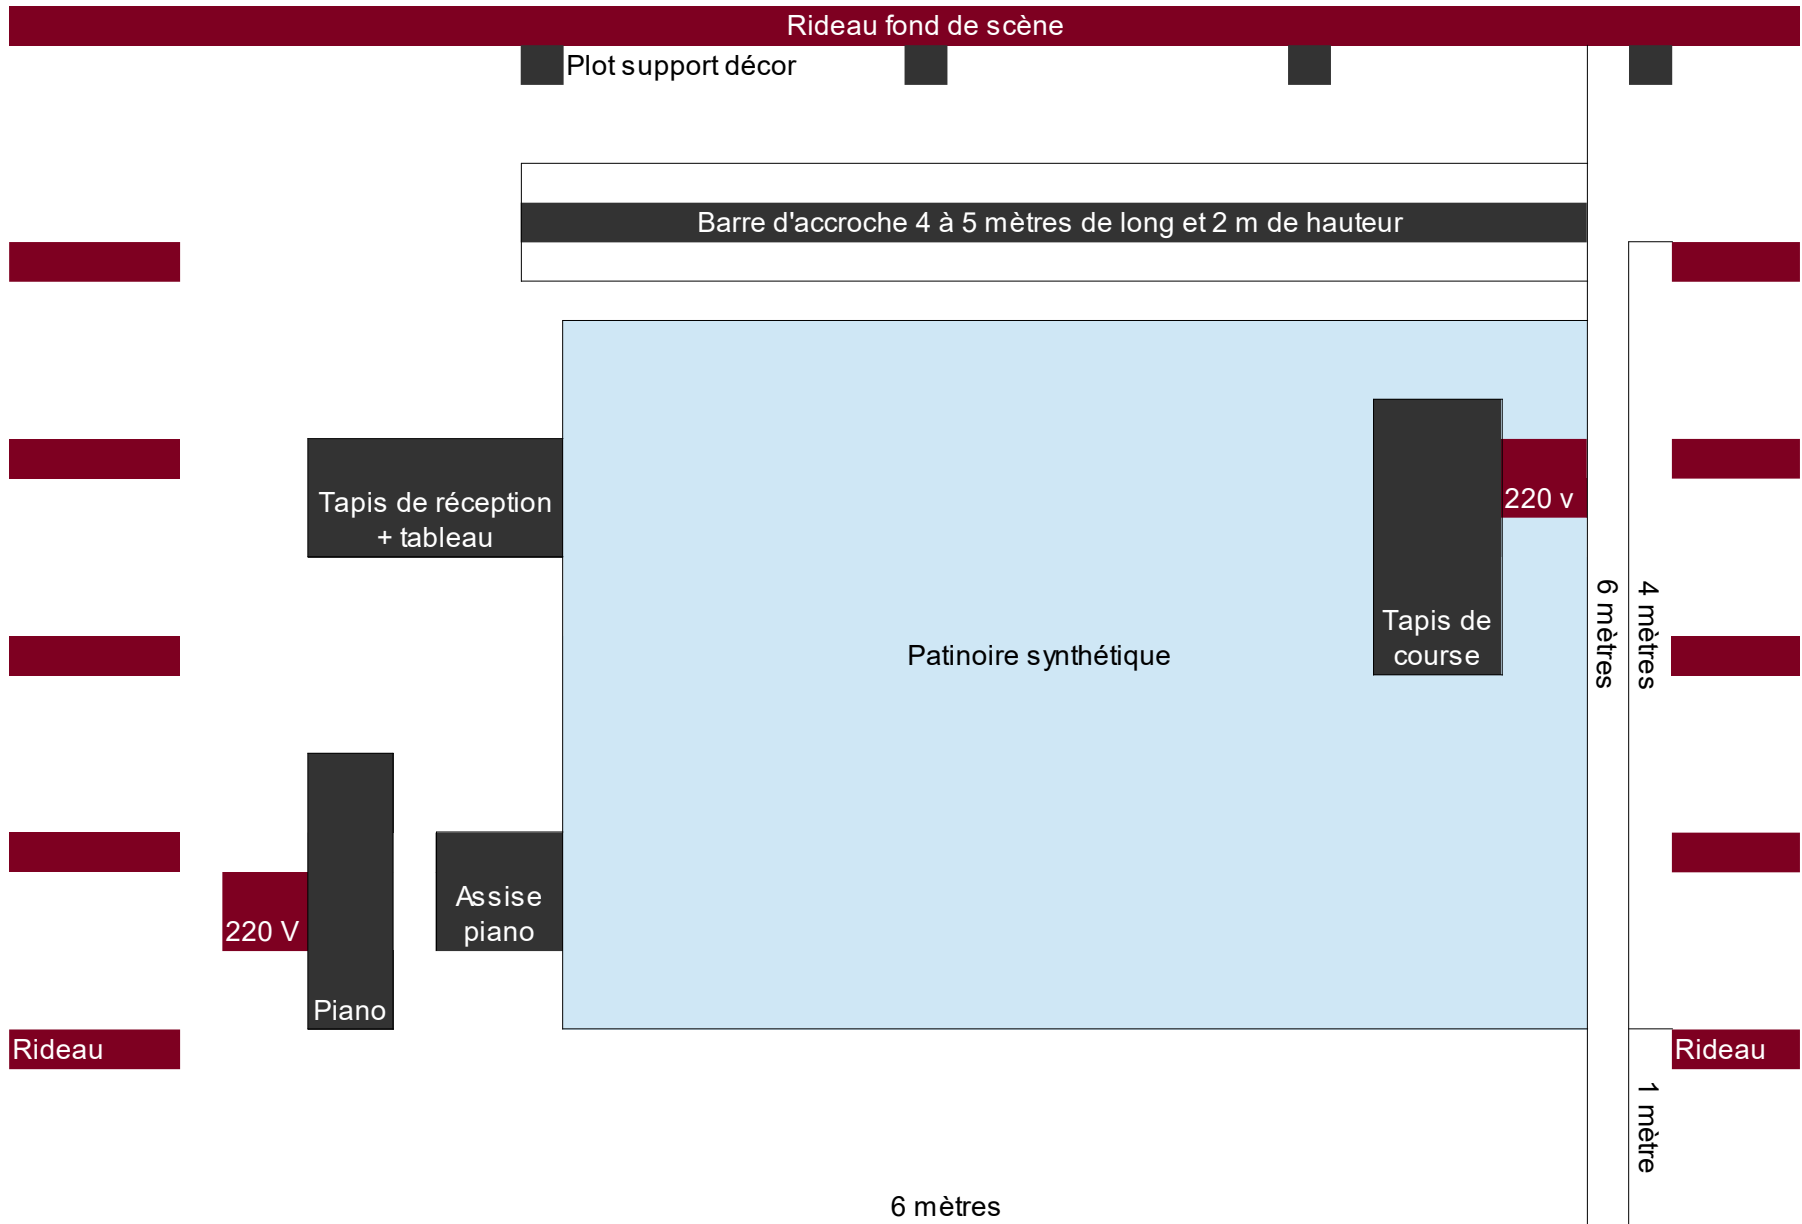 Rideau fond de scène
Plot support décor
Barre d'accroche 4 à 5 mètres de long et 2 m de hauteur
Tapis de réception
+ tableau
220 v
6 mètres
4 mètres
Tapis de
course
Patinoire synthétique
Assise
piano
220 V
Piano
Rideau
Rideau
1 mètre
6 mètres